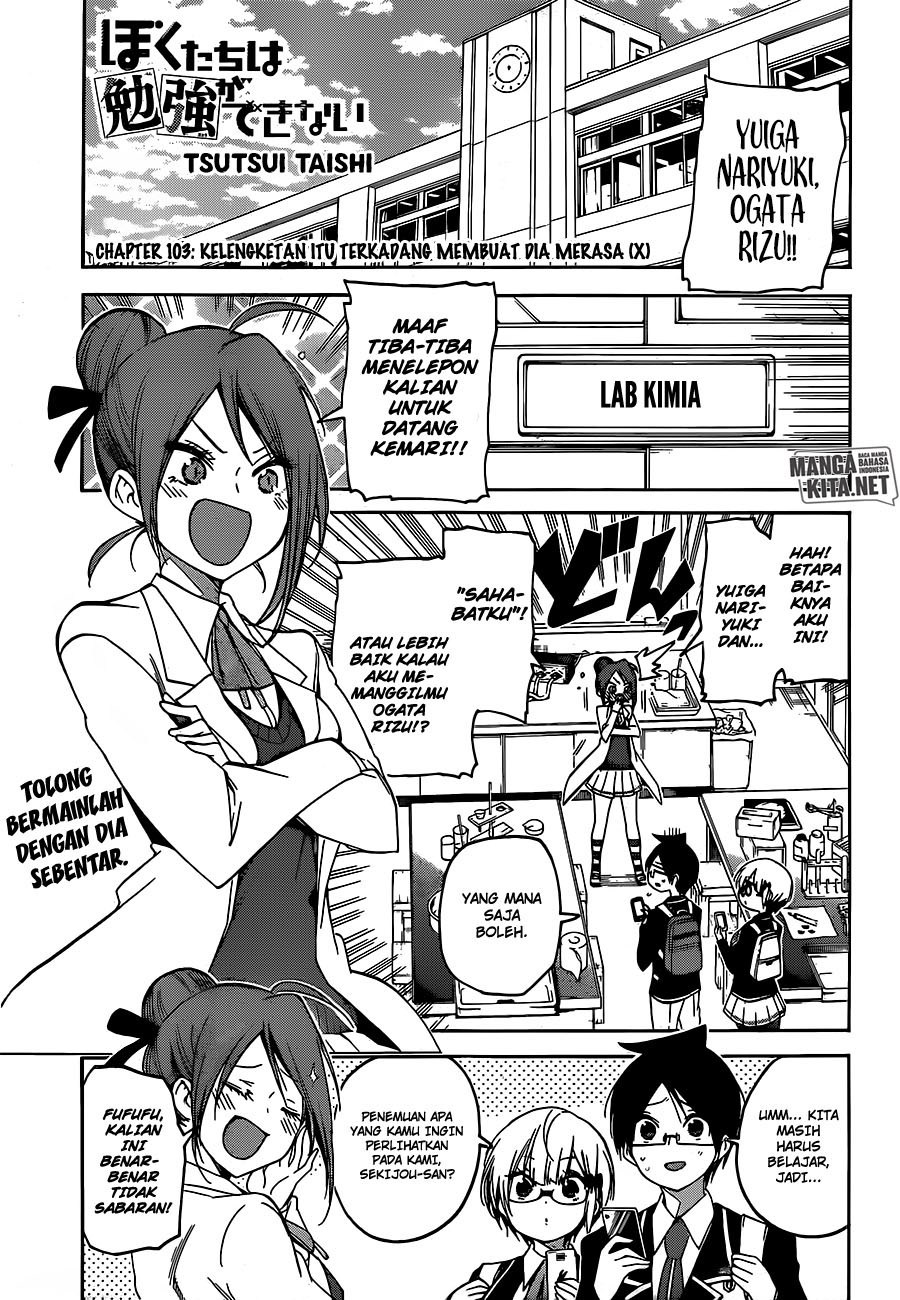 ぼくたちは
勉強ができない
TSUTSUI TAISHI
YUIGA
NARIYUKI,
OGATA
RIZU!!
CHAPTER 103: KELENGKETAN ITU TERKADANG MEMBUAT DIA MERASA (X)
MAAF
TIBA-TIBA
MENELEPON
KALIAN
UNTUK
DATANG
KEMARI!!
LAB KIMIA
MANGA
KITA.NET
BACA MANGA
BAHASA
INDONESIA
HAH!
BETAPA
BAI-
KNYA
AKU
INI!
YUIGA
NARI-
YUKI
DAN...
どんっ
"SAHA-
BATKU"!
ATAU LEBIH
BAIK KALAU
AKU ME-
MANGGILMU
OGATA
RIZU!?
TOLONG
BERMAINLAH
DENGAN DIA
SEBENTAR.
YANG MANA
SAJA
BOLEH.
UMM... KITA
MASIH
HARUS
BELAJAR,
JADI...
PENEMUAN APA
YANG KAMU INGIN
PERLIHATKAN
PADA KAMI,
SEKIJOU-SAN?
FUFUFU,
KALIAN
INI
BENAR-
BENAR
TIDAK
SABARAN!